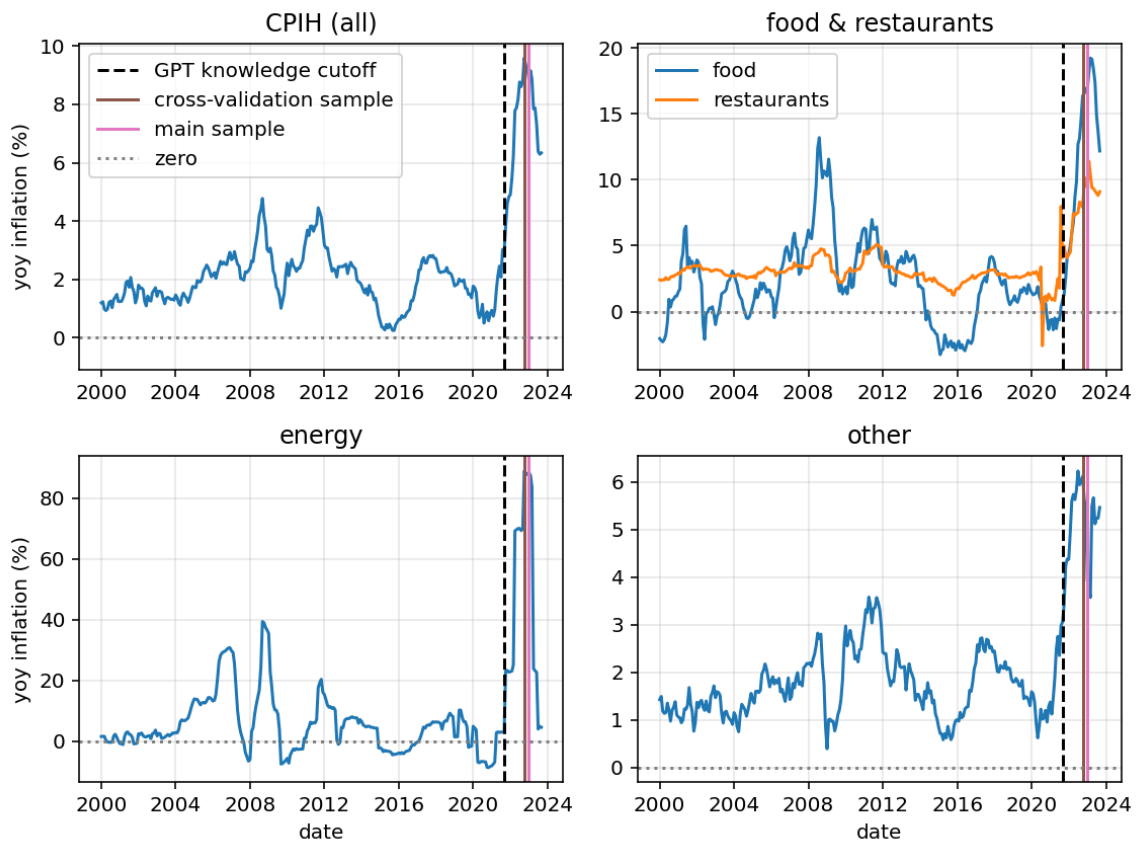 CPIH (all)
10
8
6
4
2
0
yoy inflation (%)
GPT knowledge cutoff
cross-validation sample
main sample
zero
2000 2004 2008 2012 2016 2020 2024
food & restaurants
20
15
10
5
0
food
restaurants
2000 2004 2008 2012 2016 2020 2024
energy
80
60
40
20
0
yoy inflation (%)
2000 2004 2008 2012 2016 2020 2024
date
other
6
5
4
3
2
1
0
2000 2004 2008 2012 2016 2020 2024
date